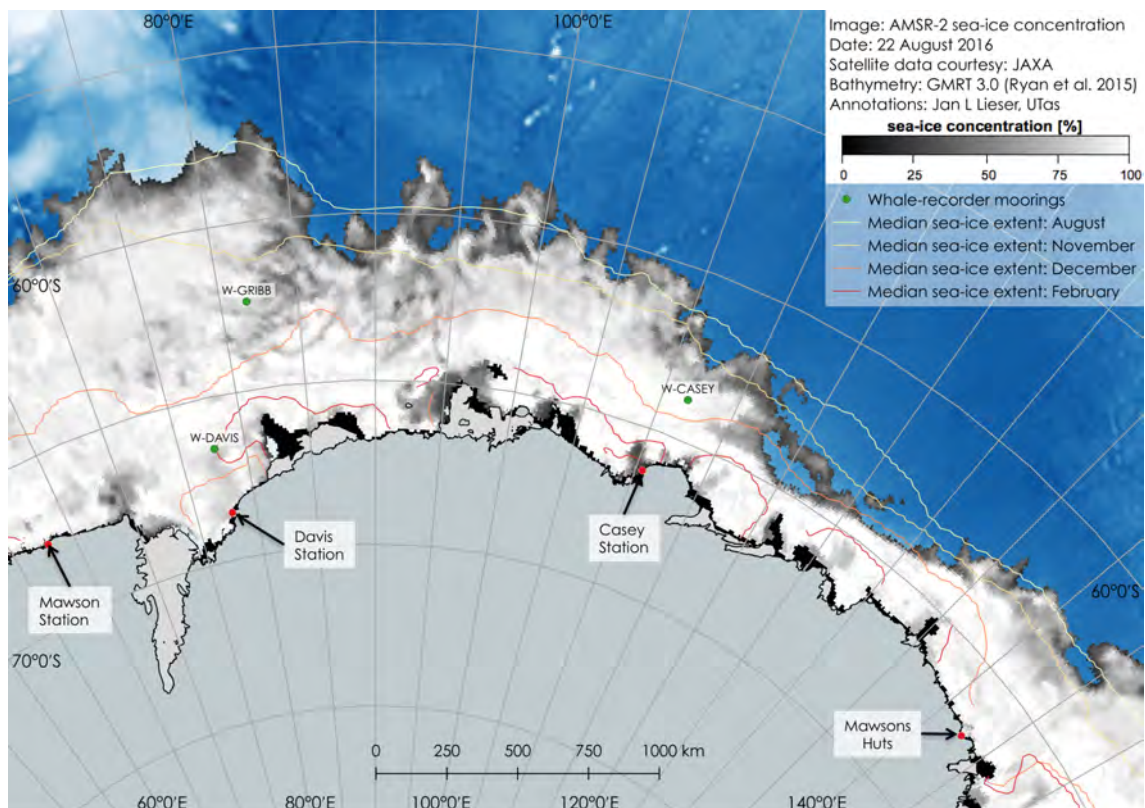 80°0'E
100°0'E
Image: AMSR-2 sea-ice concentration
Date: 22 August 2016
Satellite data courtesy: JAXA
Bathymetry: GMRT 3.0 (Ryan et al. 2015)
Annotations: Jan L Lieser, UTas
sea-ice concentration [%]
0 25 50 75 100
Whale-recorder moorings
Median sea-ice extent: August
Median sea-ice extent: November
Median sea-ice extent: December
Median sea-ice extent: February
60°0'S
W-GRIBB
W-CASEY
W-DAVIS
Davis
Station
Casey
Station
Mawson
Station
60°0'S
70°0'S
Mawsons
Huts
0 250 500 750 1000 km
60°0'E 80°0'E 100°0'E 120°0'E 140°0'E